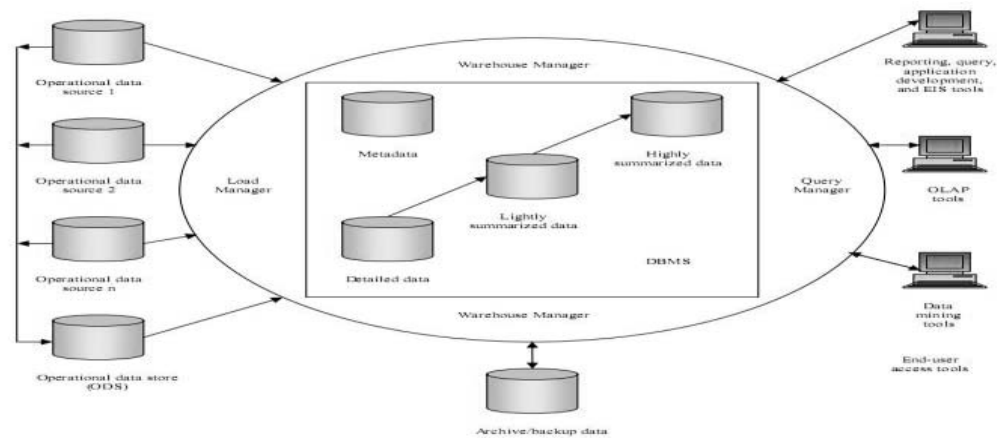 Operational data
source 1
Operational data
source 2
Operational data
source n
Operational data store
(ODS)
Load
Manager
Warehouse Manager
Metadata
Highly
summarized data
Lightly
summarized data
Detailed data
DBMS
Warehouse Manager
Query
Manager
Archive/backup data
Reporting, query,
application
development,
and EIS tools
OLAP
tools
Data
mining
tools
End-user
access tools